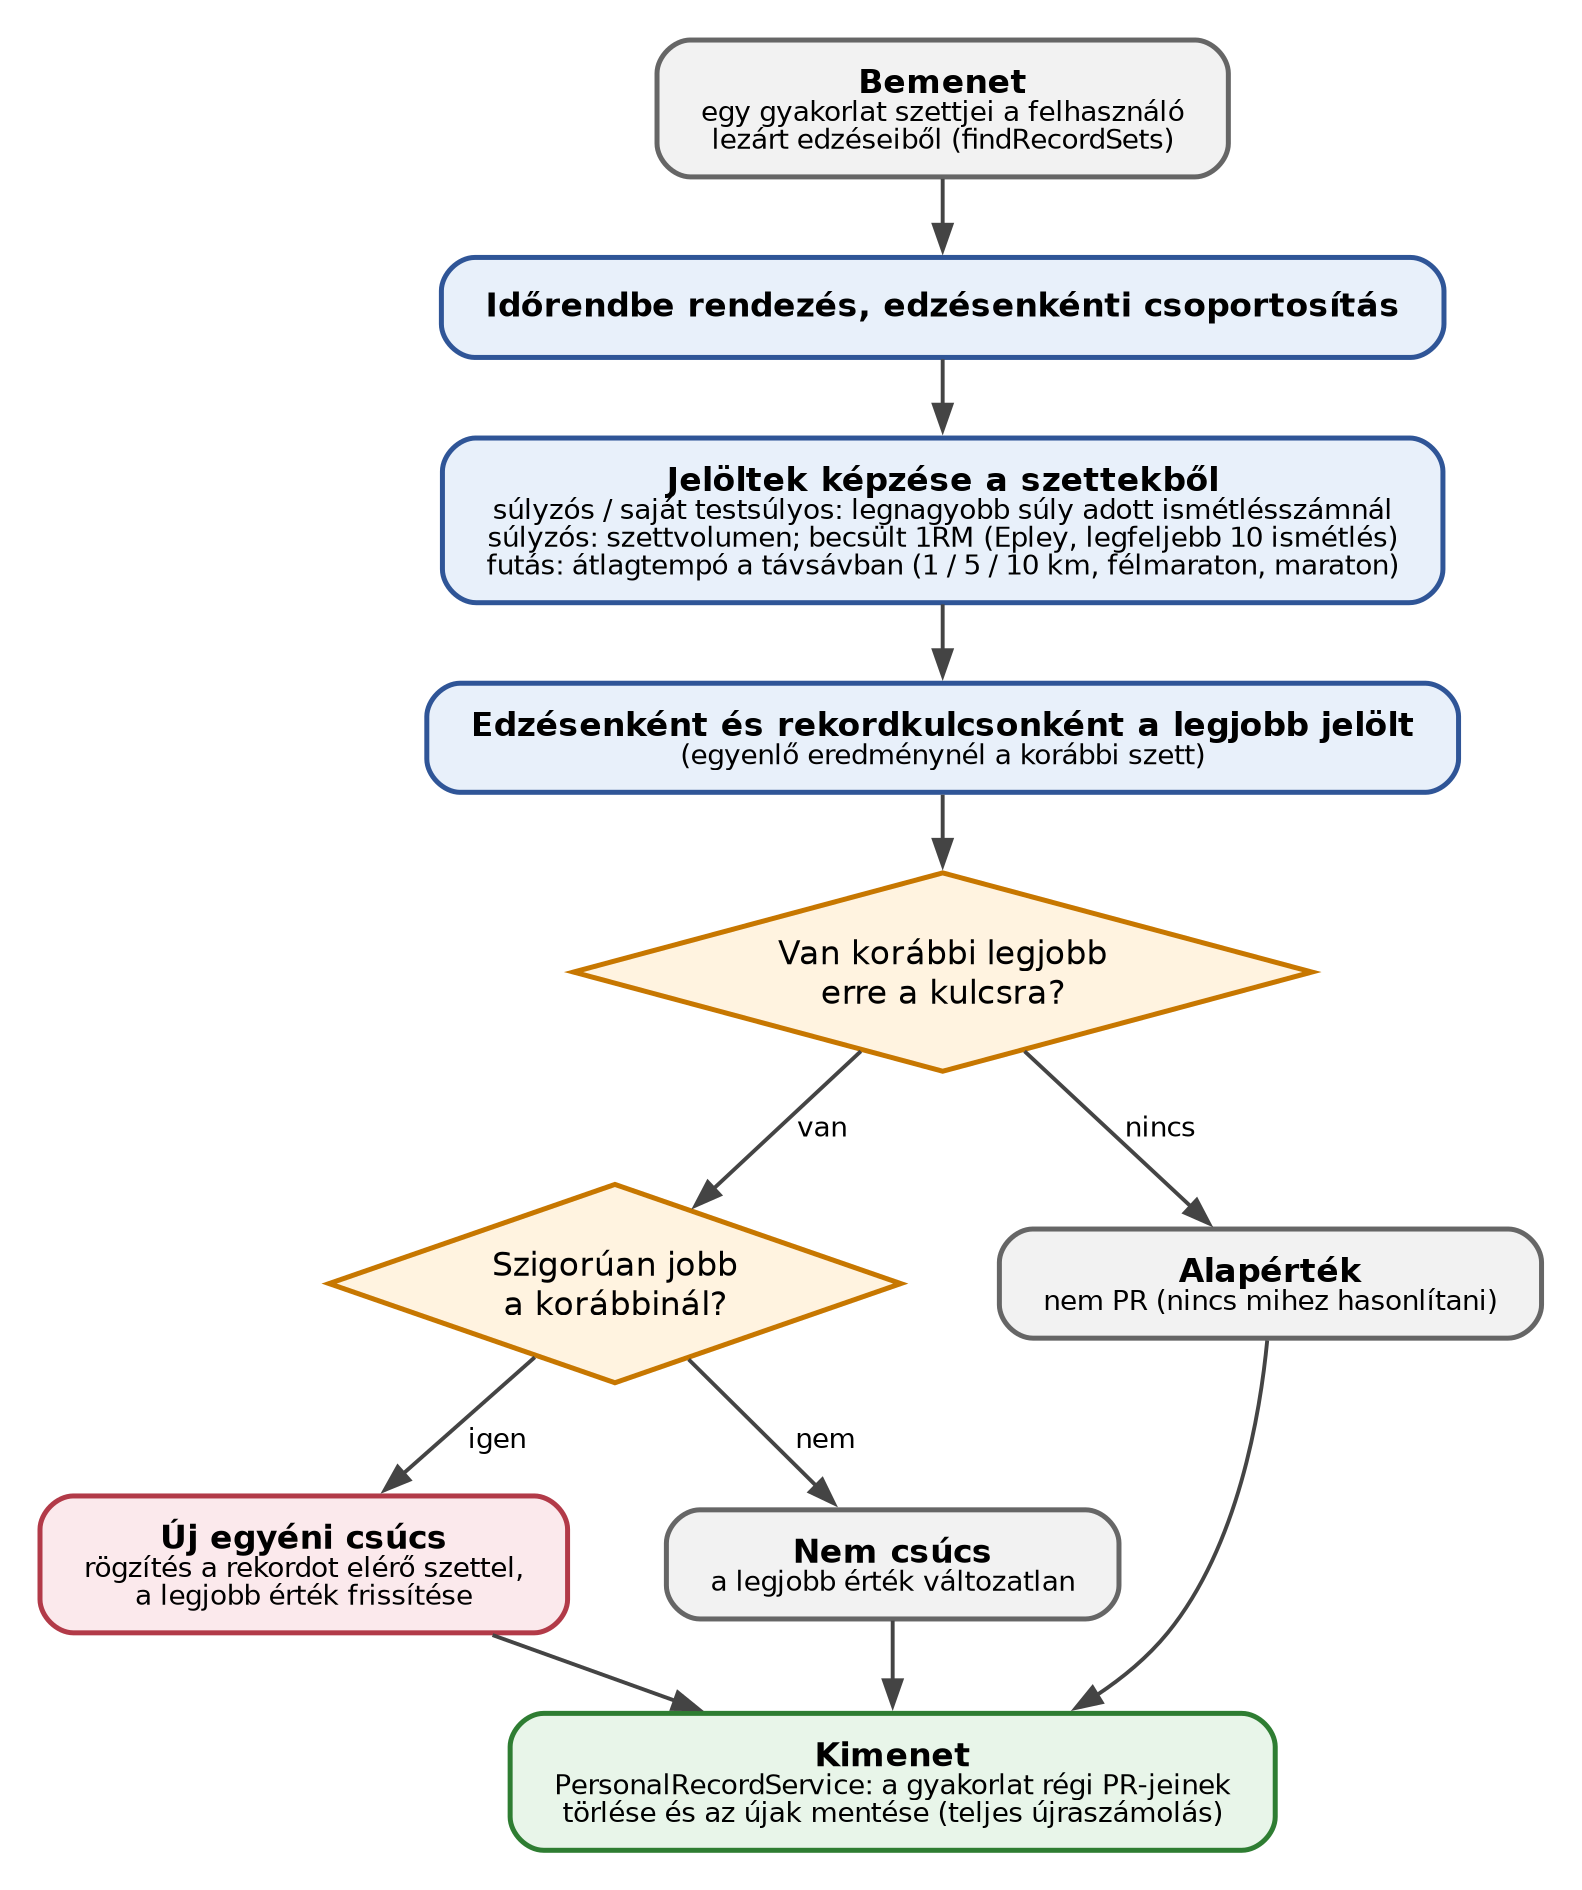 Bemenet
egy gyakorlat szettjei a felhasználó
lezárt edzéseiből (findRecordSets)
Időrendbe rendezés, edzésenkénti csoportosítás
Jelöltek képzése a szettekből
súlyzós / saját testsúlyos: legnagyobb súly adott ismétlésszámnál
súlyzós: szettvolumen; becsült 1RM (Epley, legfeljebb 10 ismétlés)
futás: átlagtempó a távsávban (1 / 5 / 10 km, félmaraton, maraton)
Edzésenként és rekordkulcsonként a legjobb jelölt
(egyenlő eredménynél a korábbi szett)
Van korábbi legjobb
erre a kulcsra?
van
nincs
Szigorúan jobb
a korábbinál?
Alapérték
nem PR (nincs mihez hasonlítani)
igen
nem
Új egyéni csúcs
rögzítés a rekordot elérő szettel,
a legjobb érték frissítése
Nem csúcs
a legjobb érték változatlan
Kimenet
PersonalRecordService: a gyakorlat régi PR-jeinek
törlése és az újak mentése (teljes újraszámolás)